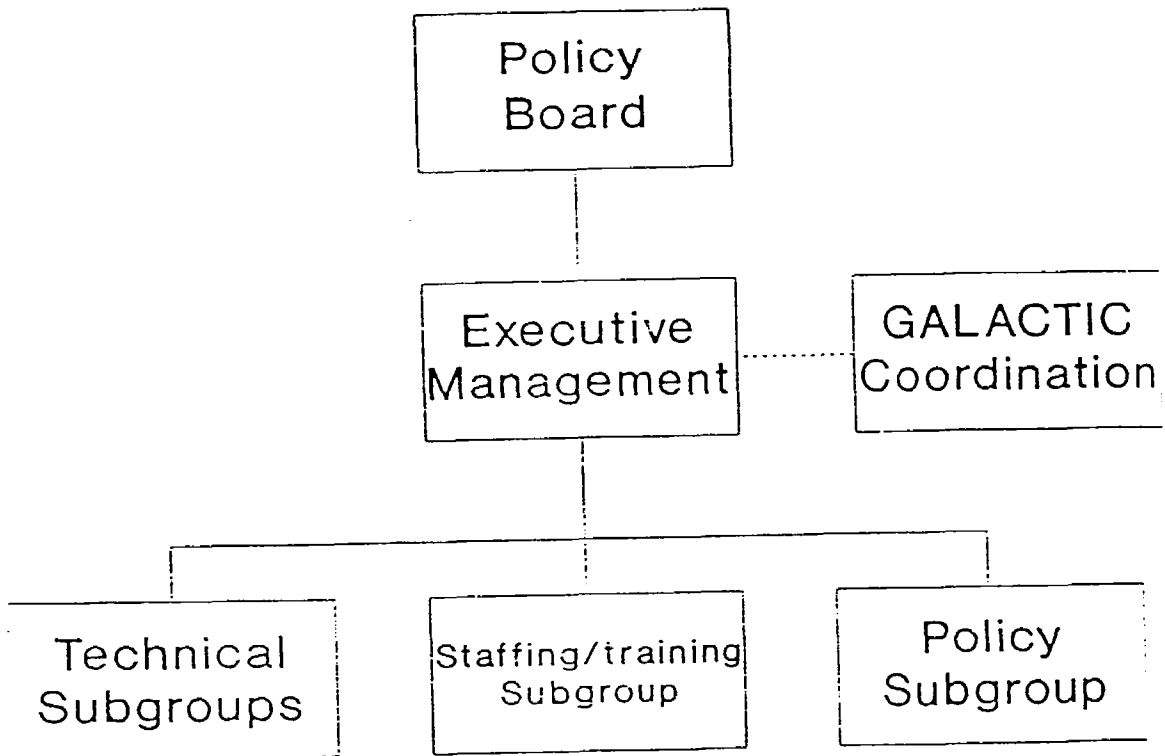 Policy
Board
Executive
Management
GALACTIC
Coordination
Technical
Subgroups
Staffing/training
Subgroup
Policy
Subgroup